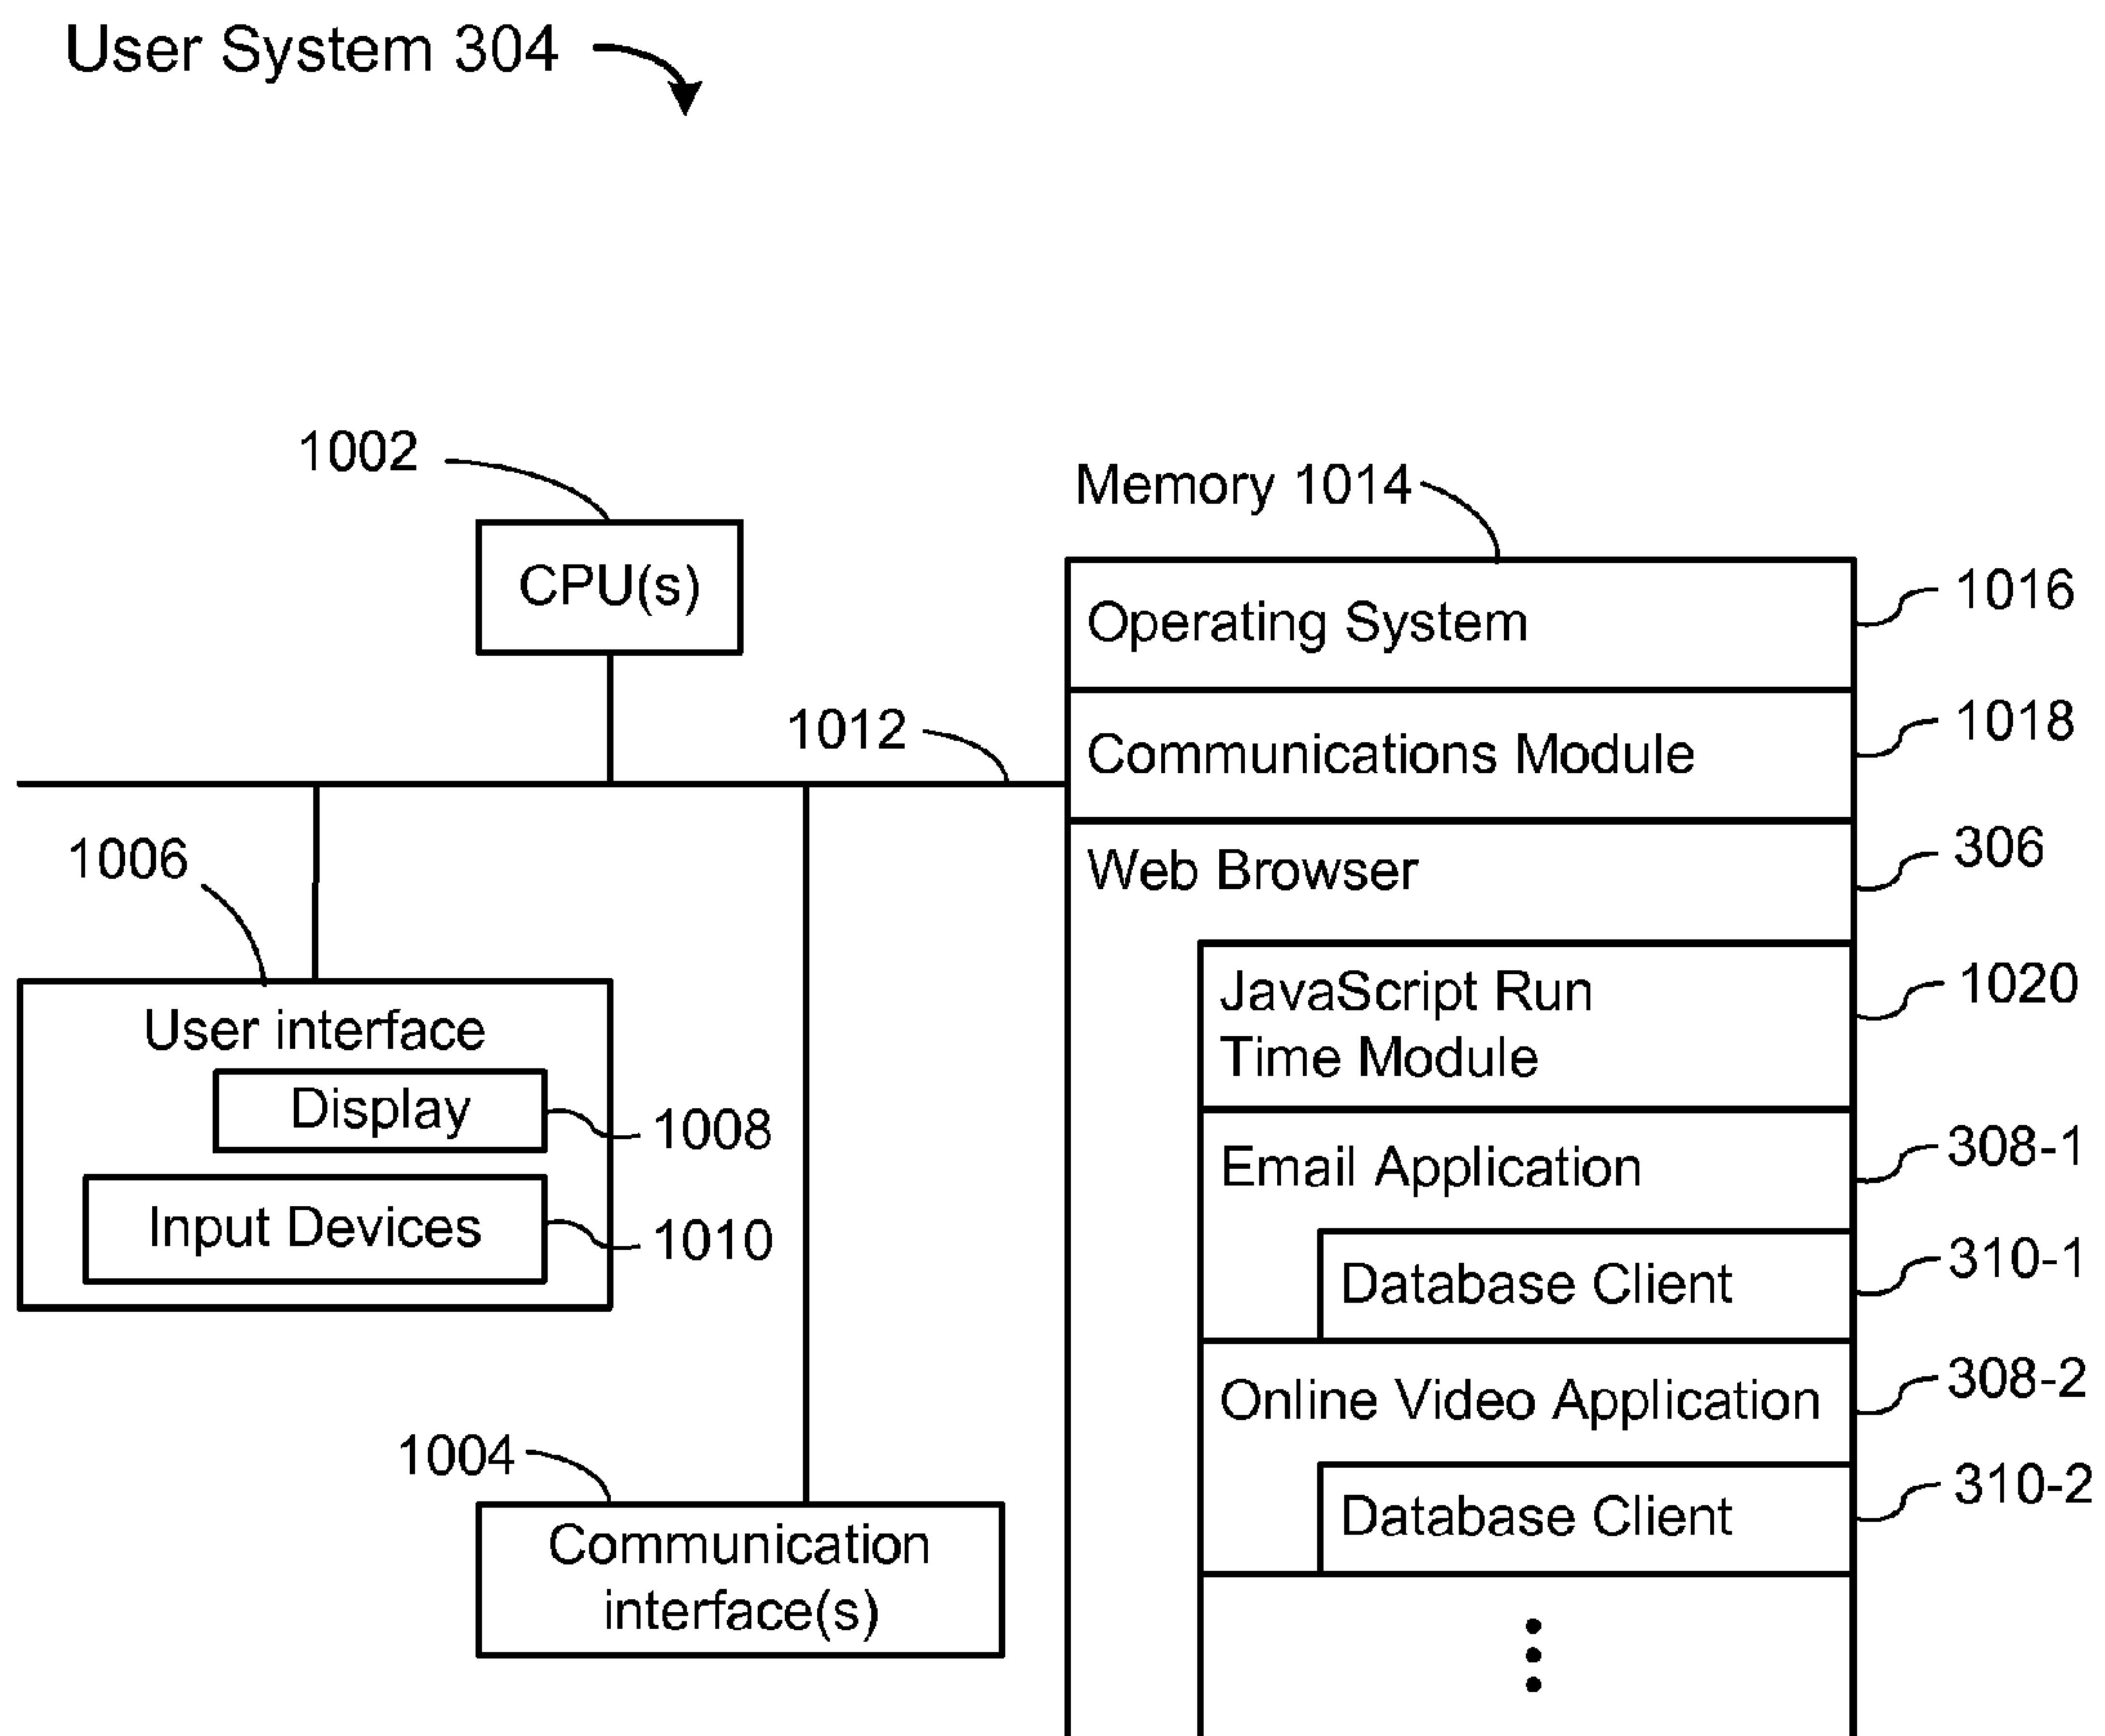 User System 304
1002
CPU(s)
1012
1006
User interface
Display
1008
Input Devices
1010
1004
Communication
interface(s)
Memory 1014
Operating System
1016
Communications Module
1018
Web Browser
306
JavaScript Run
Time Module
1020
Email Application
308-1
Database Client
310-1
Online Video Application
308-2
Database Client
310-2